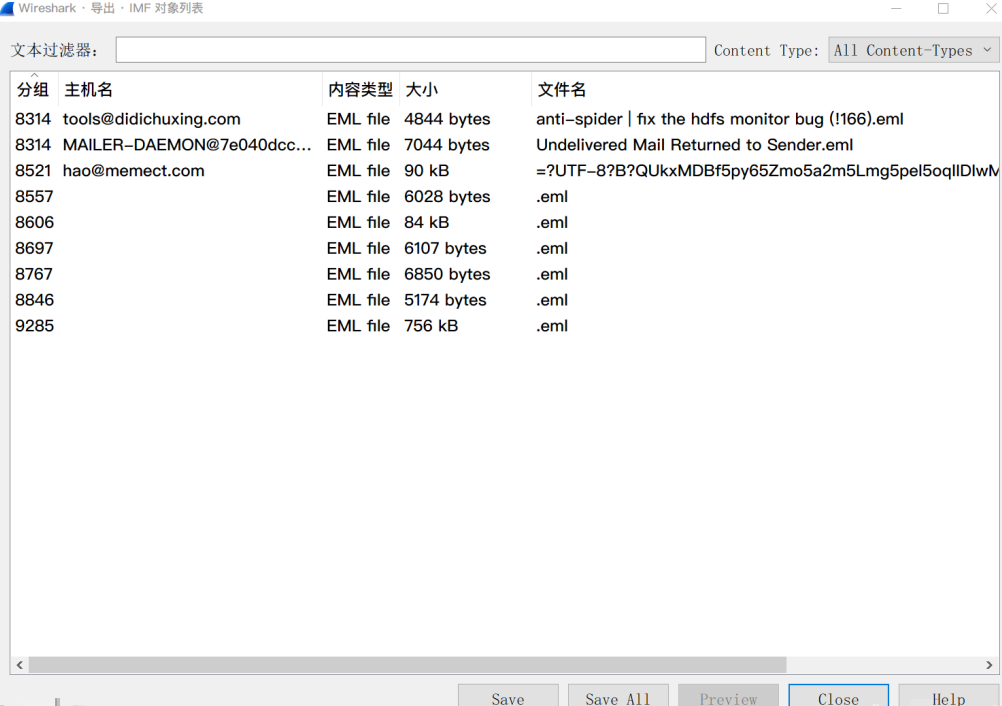 Wireshark · 导出 · IMF 对象列表
文本过滤器： Content Type: All Content-Types
分组 主机名 内容类型 大小 文件名
8314 tools@didichuxing.com EML file 4844 bytes anti-spider | fix the hdfs monitor bug (!166).eml
8314 MAILER-DAEMON@7e040dcc... EML file 7044 bytes Undelivered Mail Returned to Sender.eml
8521 hao@memect.com EML file 90 kB =?UTF-8?B?QUkxMDBf5py65Zmo5a2m5Lmg5pel5oqlIDIwM
8557 EML file 6028 bytes .eml
8606 EML file 84 kB .eml
8697 EML file 6107 bytes .eml
8767 EML file 6850 bytes .eml
8846 EML file 5174 bytes .eml
9285 EML file 756 kB .eml
Save Save All Preview Close Help